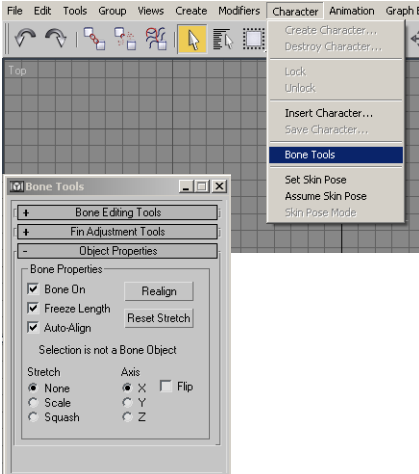 File Edit Tools Group Views Create Modifiers Character Animation Graph E
Create Character...
Destroy Character...
Lock
Unlock
Insert Character...
Save Character...
Bone Tools
Set Skin Pose
Assume Skin Pose
Skin Pose Mode
Top
Bone Tools
+ Bone Editing Tools
+ Fin Adjustment Tools
- Object Properties
Bone Properties
Bone On Realign
Freeze Length
Reset Stretch
Auto-Align
Selection is not a Bone Object
Stretch Axis
None X Flip
Scale Y
Squash Z